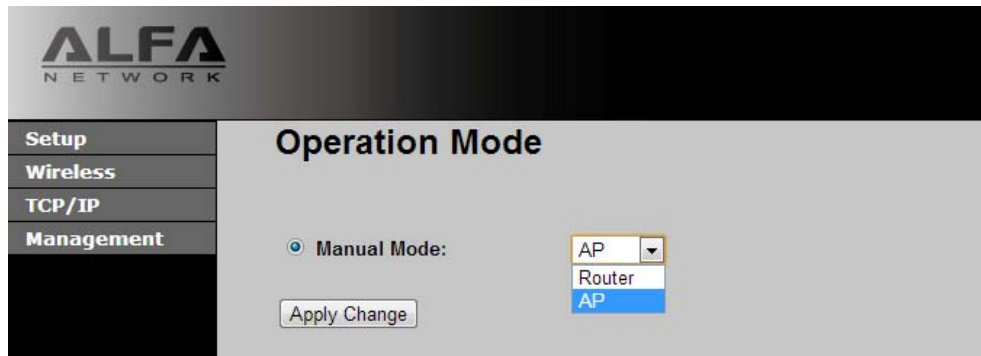 ALFA
NETWORK
Setup
Wireless
TCP/IP
Management
Operation Mode
Manual Mode:
AP
Router
AP
Apply Change